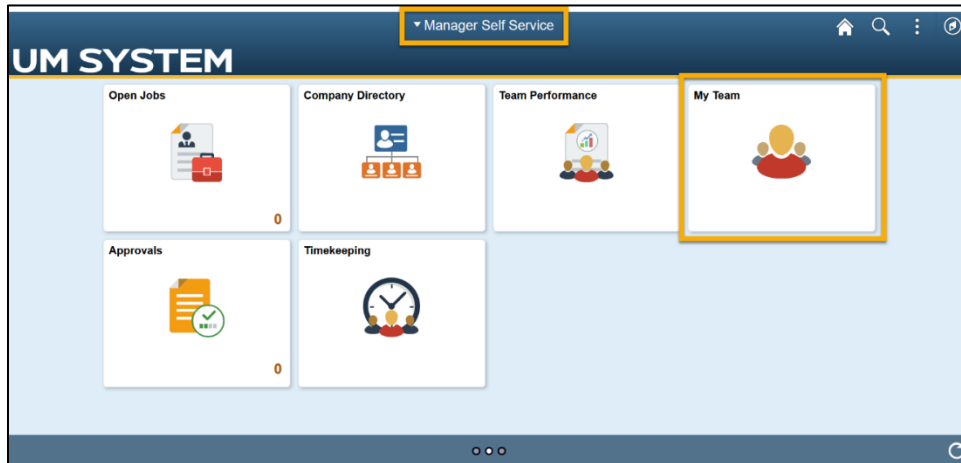 Manager Self Service
UM SYSTEM
Open Jobs
Company Directory
Team Performance
My Team
0
Approvals
Timekeeping
0